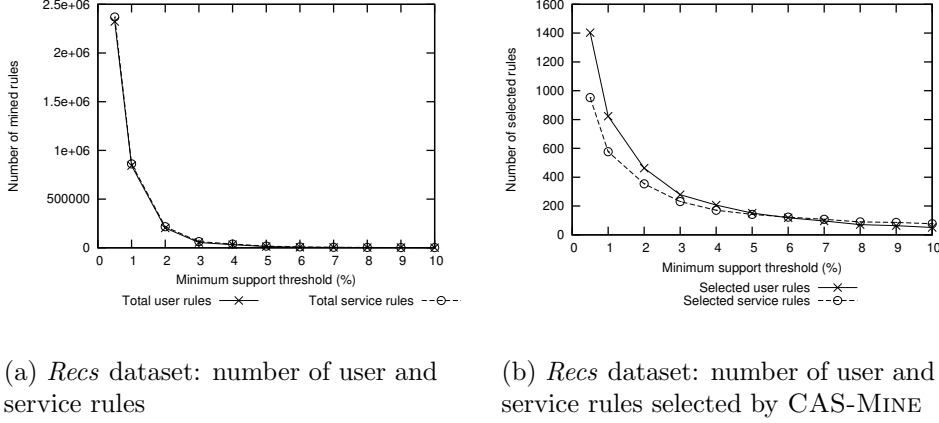 2.5e+06
2e+06
1.5e+06
1e+06
500000
0
Number of mined rules
0 1 2 3 4 5 6 7 8 9 10
Minimum support threshold (%)
Total user rules
Total service rules
(a) Recs dataset: number of user and
service rules
1600
1400
1200
1000
800
600
400
200
0
Number of selected rules
0 1 2 3 4 5 6 7 8 9 10
Minimum support threshold (%)
Selected user rules
Selected service rules
(b) Recs dataset: number of user and
service rules selected by CAS-MINE